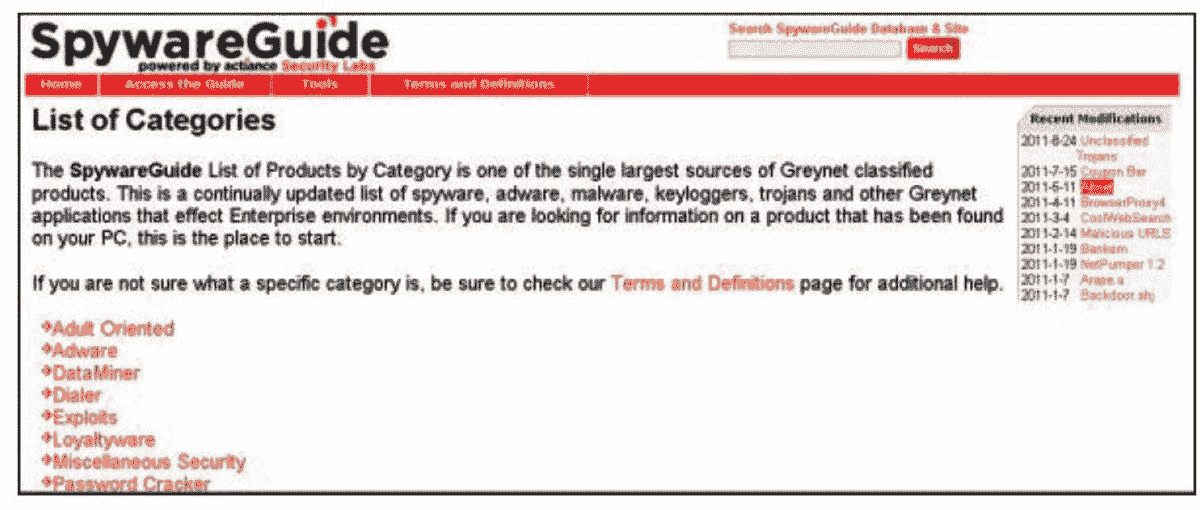 SpywareGuide
powered by actiance Security Labs
Search SpywareGuide Database & Site
Search
Home
Access the Guide
Tools
Terms and Definitions
List of Categories
The SpywareGuide List of Products by Category is one of the single largest sources of Greynet classified
products. This is a continually updated list of spyware, adware, malware, keyloggers, trojans and other Greynet
applications that effect Enterprise environments. If you are looking for information on a product that has been found
on your PC, this is the place to start.
If you are not sure what a specific category is, be sure to check our Terms and Definitions page for additional help.
Adult Oriented
Adware
DataMiner
Dialer
Exploits
Loyaltyware
Miscellaneous Security
Password Cracker
Recent Modifications
2011-8-24 Unclassified
Trojans
2011-7-15 Coupon Bar
2011-5-11
2011-4-11 BrowserProxy4
2011-3-4 CoolWebSearch
2011-2-14 Malicious URLS
2011-1-19 Bankem
2011-1-19 NetPumper 1.2
2011-1-7
2011-1-7 Backdoor.ahj